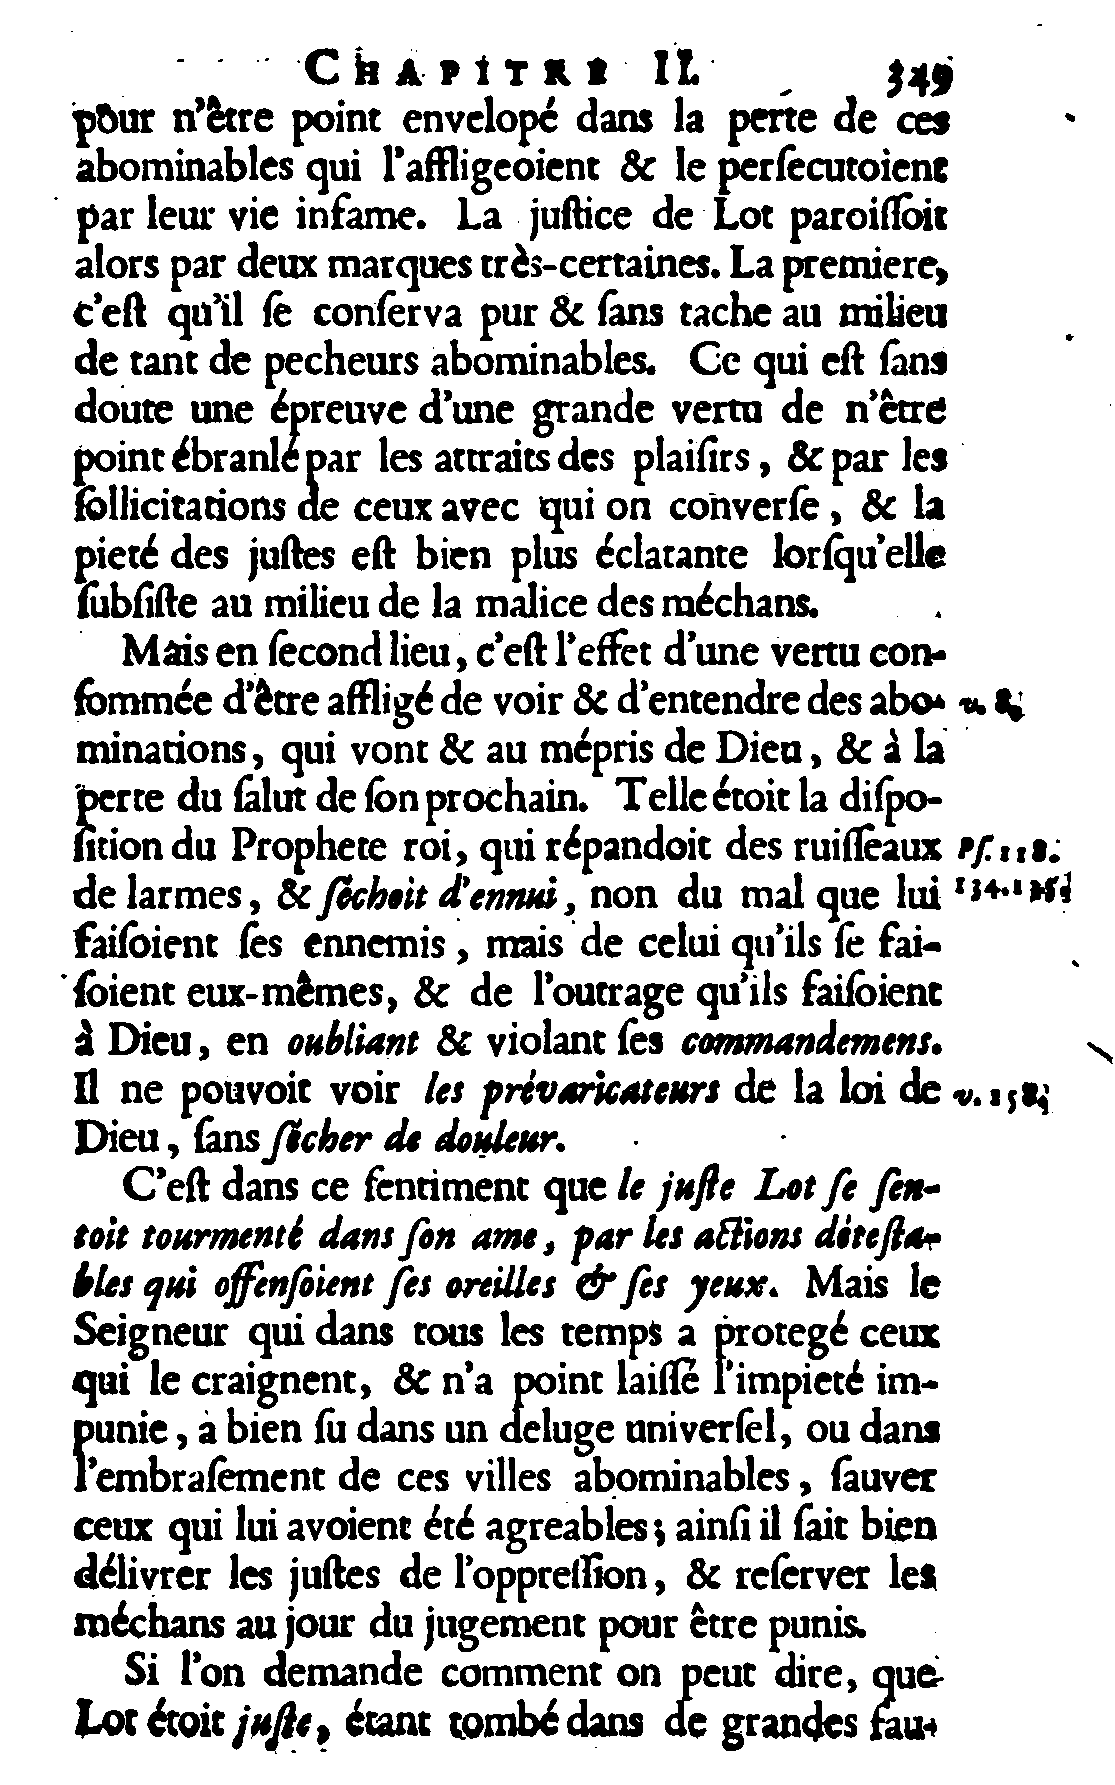 CHAPITRE II. 349
pour n'être point envelopé dans la perte de ces
abominables qui l'affligeoient & le perſecutoient
par leur vie infame. La juſtice de Lot paroiſſoit
alors par deux marques très-certaines. La premiere,
c'eſt qu'il ſe conſerva pur & ſans tache au milieu
de tant de pecheurs abominables. Ce qui eſt ſans
doute une épreuve d'une grande vertu de n'être
point ébranlé par les attraits des plaiſirs, & par les
ſollicitations de ceux avec qui on converſe, & la
pieté des juſtes eſt bien plus éclatante lorſqu'elle
ſubſiſte au milieu de la malice des méchans.
Mais en ſecond lieu, c'eſt l'effet d'une vertu con-
ſommée d'être affligé de voir & d'entendre des abo- v. 8.
minations, qui vont & au mépris de Dieu, & à la
perte du ſalut de ſon prochain. Telle étoit la diſpo-
ſition du Prophete roi, qui répandoit des ruiſſeaux Pſ. 118.
de larmes, & ſéchoit d'ennui, non du mal que lui
faiſoient ſes ennemis, mais de celui qu'ils ſe fai-
ſoient eux-mêmes, & de l'outrage qu'ils faiſoient
à Dieu, en oubliant & violant ſes commandemens.
Il ne pouvoit voir les prévaricateurs de la loi de v. 158.
Dieu, ſans ſécher de douleur.
C'eſt dans ce ſentiment que le juſte Lot ſe ſen-
toit tourmenté dans ſon ame, par les actions déteſta-
bles qui offenſoient ſes oreilles & ſes yeux. Mais le
Seigneur qui dans tous les temps a protegé ceux
qui le craignent, & n'a point laiſſé l'impieté im-
punie, à bien ſu dans un deluge univerſel, ou dans
l'embraſement de ces villes abominables, ſauver
ceux qui lui avoient été agreables; ainſi il ſait bien
délivrer les juſtes de l'oppreſſion, & reſerver les
méchans au jour du jugement pour être punis.
Si l'on demande comment on peut dire, que
Lot étoit juſte, étant tombé dans de grandes fau-